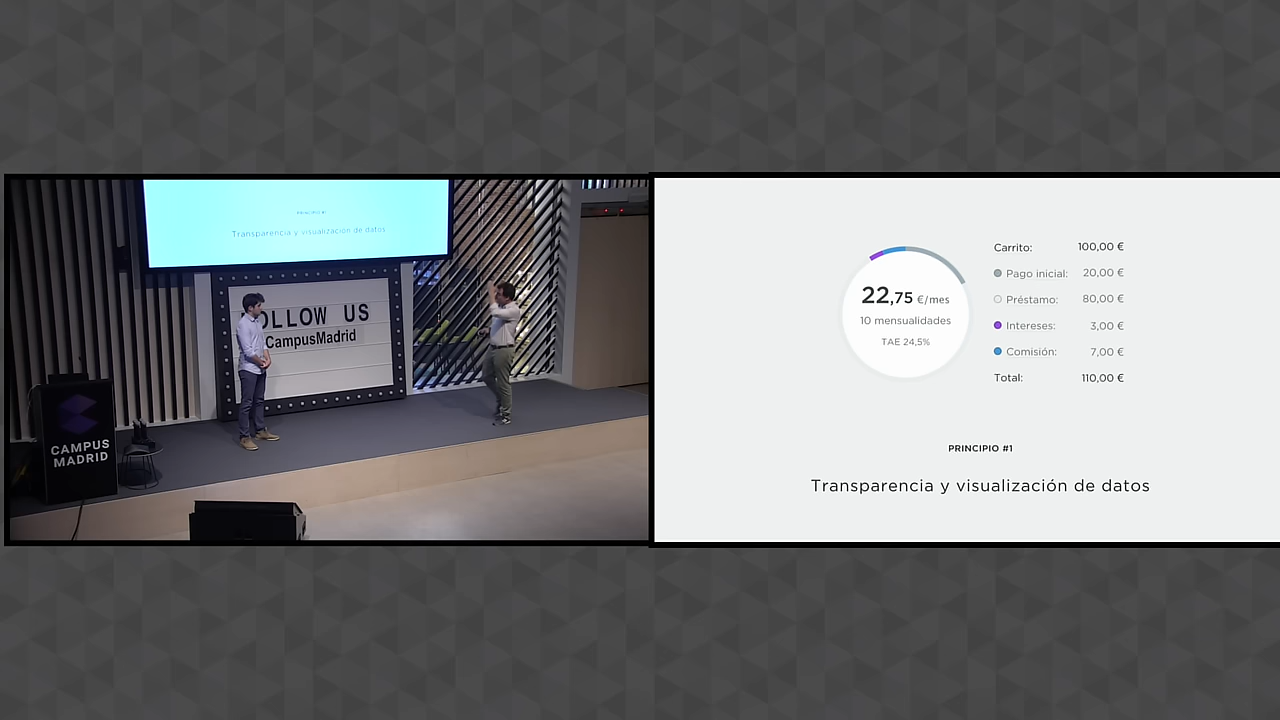 PRINCIPIO #1
Transparencia y visualización de datos
OLLOW US
CampusMadrid
CAMPUS
MADRID
22,75 €/mes
10 mensualidades
TAE 24,5%
Carrito: 100,00 €
Pago inicial: 20,00 €
Préstamo: 80,00 €
Intereses: 3,00 €
Comisión: 7,00 €
Total: 110,00 €
PRINCIPIO #1
Transparencia y visualización de datos